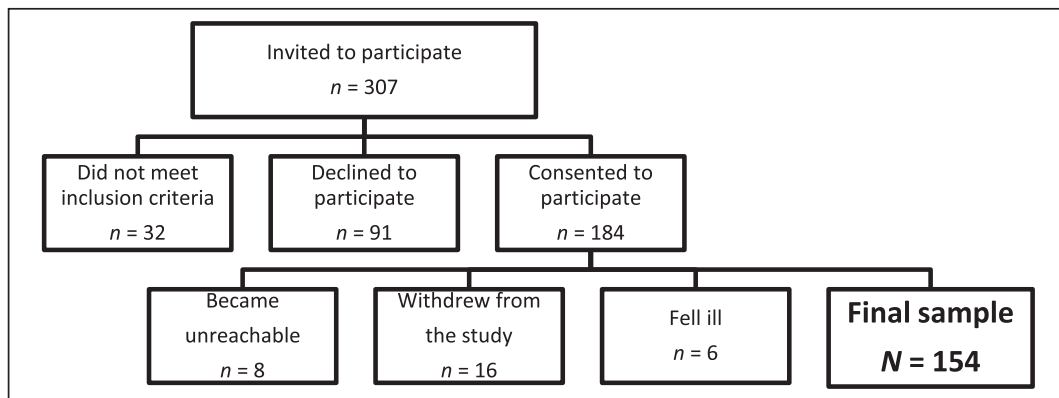 Invited to participate
n = 307
Did not meet
inclusion criteria
n = 32
Declined to
participate
n = 91
Consented to
participate
n = 184
Became
unreachable
n = 8
Withdrew from
the study
n = 16
Fell ill
n = 6
Final sample
N = 154